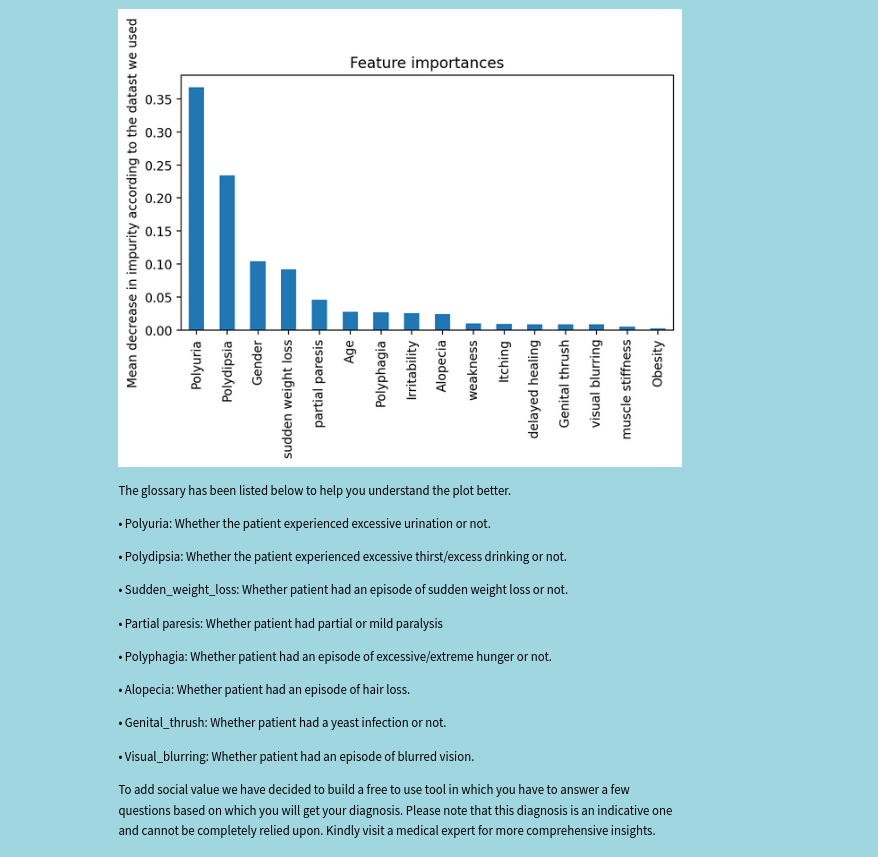 Mean decrease in impurity according to the datast we used
Feature importances
0.35
0.30
0.25
0.20
0.15
0.10
0.05
0.00
Polyuria
Polydipsia
Gender
sudden weight loss
partial paresis
Age
Polyphagia
Irritability
Alopecia
weakness
Itching
delayed healing
Genital thrush
visual blurring
muscle stiffness
Obesity
The glossary has been listed below to help you understand the plot better.
• Polyuria: Whether the patient experienced excessive urination or not.
• Polydipsia: Whether the patient experienced excessive thirst/excess drinking or not.
• Sudden_weight_loss: Whether patient had an episode of sudden weight loss or not.
• Partial paresis: Whether patient had partial or mild paralysis
• Polyphagia: Whether patient had an episode of excessive/extreme hunger or not.
• Alopecia: Whether patient had an episode of hair loss.
• Genital_thrush: Whether patient had a yeast infection or not.
• Visual_blurring: Whether patient had an episode of blurred vision.
To add social value we have decided to build a free to use tool in which you have to answer a few
questions based on which you will get your diagnosis. Please note that this diagnosis is an indicative one
and cannot be completely relied upon. Kindly visit a medical expert for more comprehensive insights.